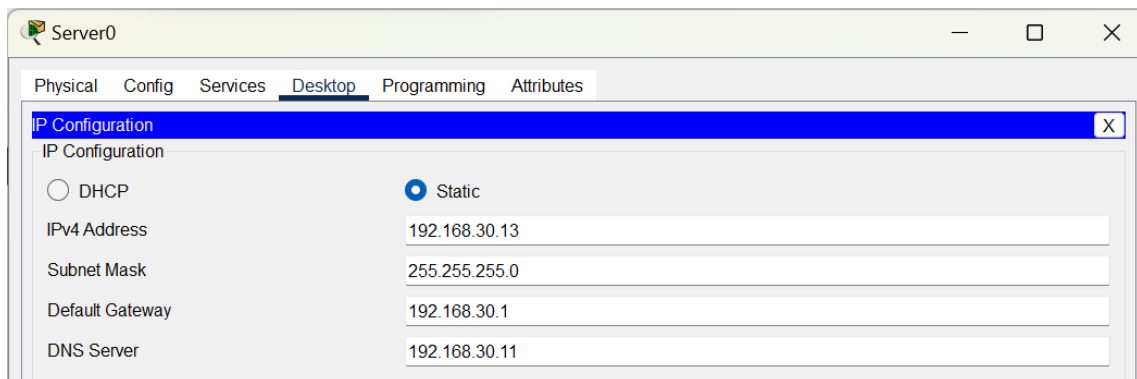 Server0
Physical Config Services Desktop Programming Attributes
IP Configuration X
IP Configuration
DHCP Static
IPv4 Address 192.168.30.13
Subnet Mask 255.255.255.0
Default Gateway 192.168.30.1
DNS Server 192.168.30.11